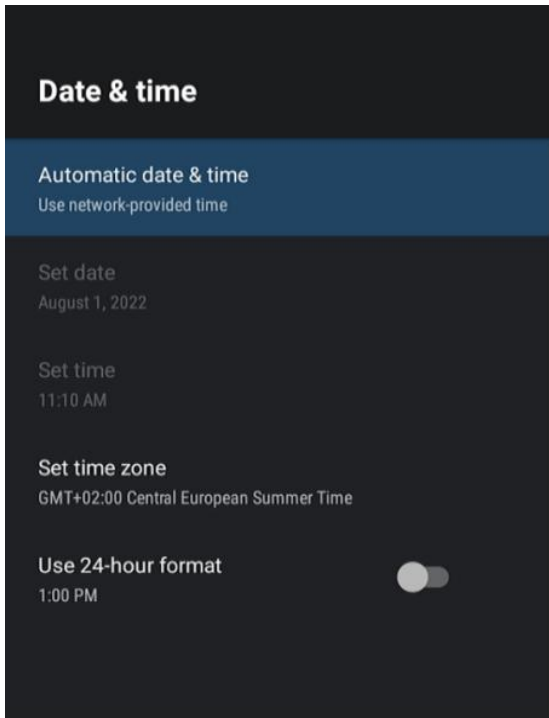 Date & time
Automatic date & time
Use network-provided time
Set date
August 1, 2022
Set time
11:10 AM
Set time zone
GMT+02:00 Central European Summer Time
Use 24-hour format
1:00 PM